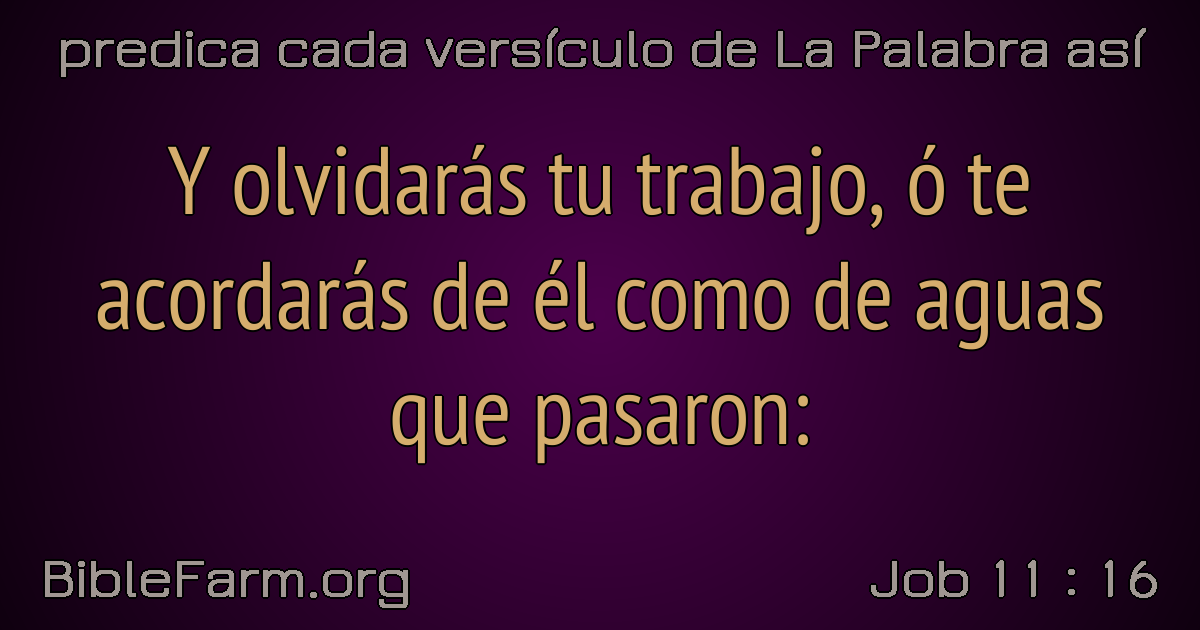 predica cada versículo de La Palabra así
Y olvidarás tu trabajo, ó te
acordarás de él como de aguas
que pasaron:
BibleFarm.org
Job 11 : 16